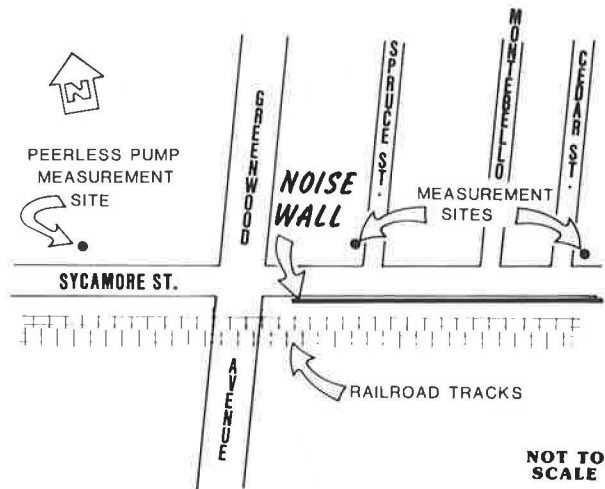 N
PEERLESS PUMP
MEASUREMENT
SITE
GREENWOOD
AVENUE
SPRUCE ST.
MONTEBELLO
CEDAR ST.
NOISE
WALL
MEASUREMENT
SITES
SYCAMORE ST.
RAILROAD TRACKS
NOT TO
SCALE